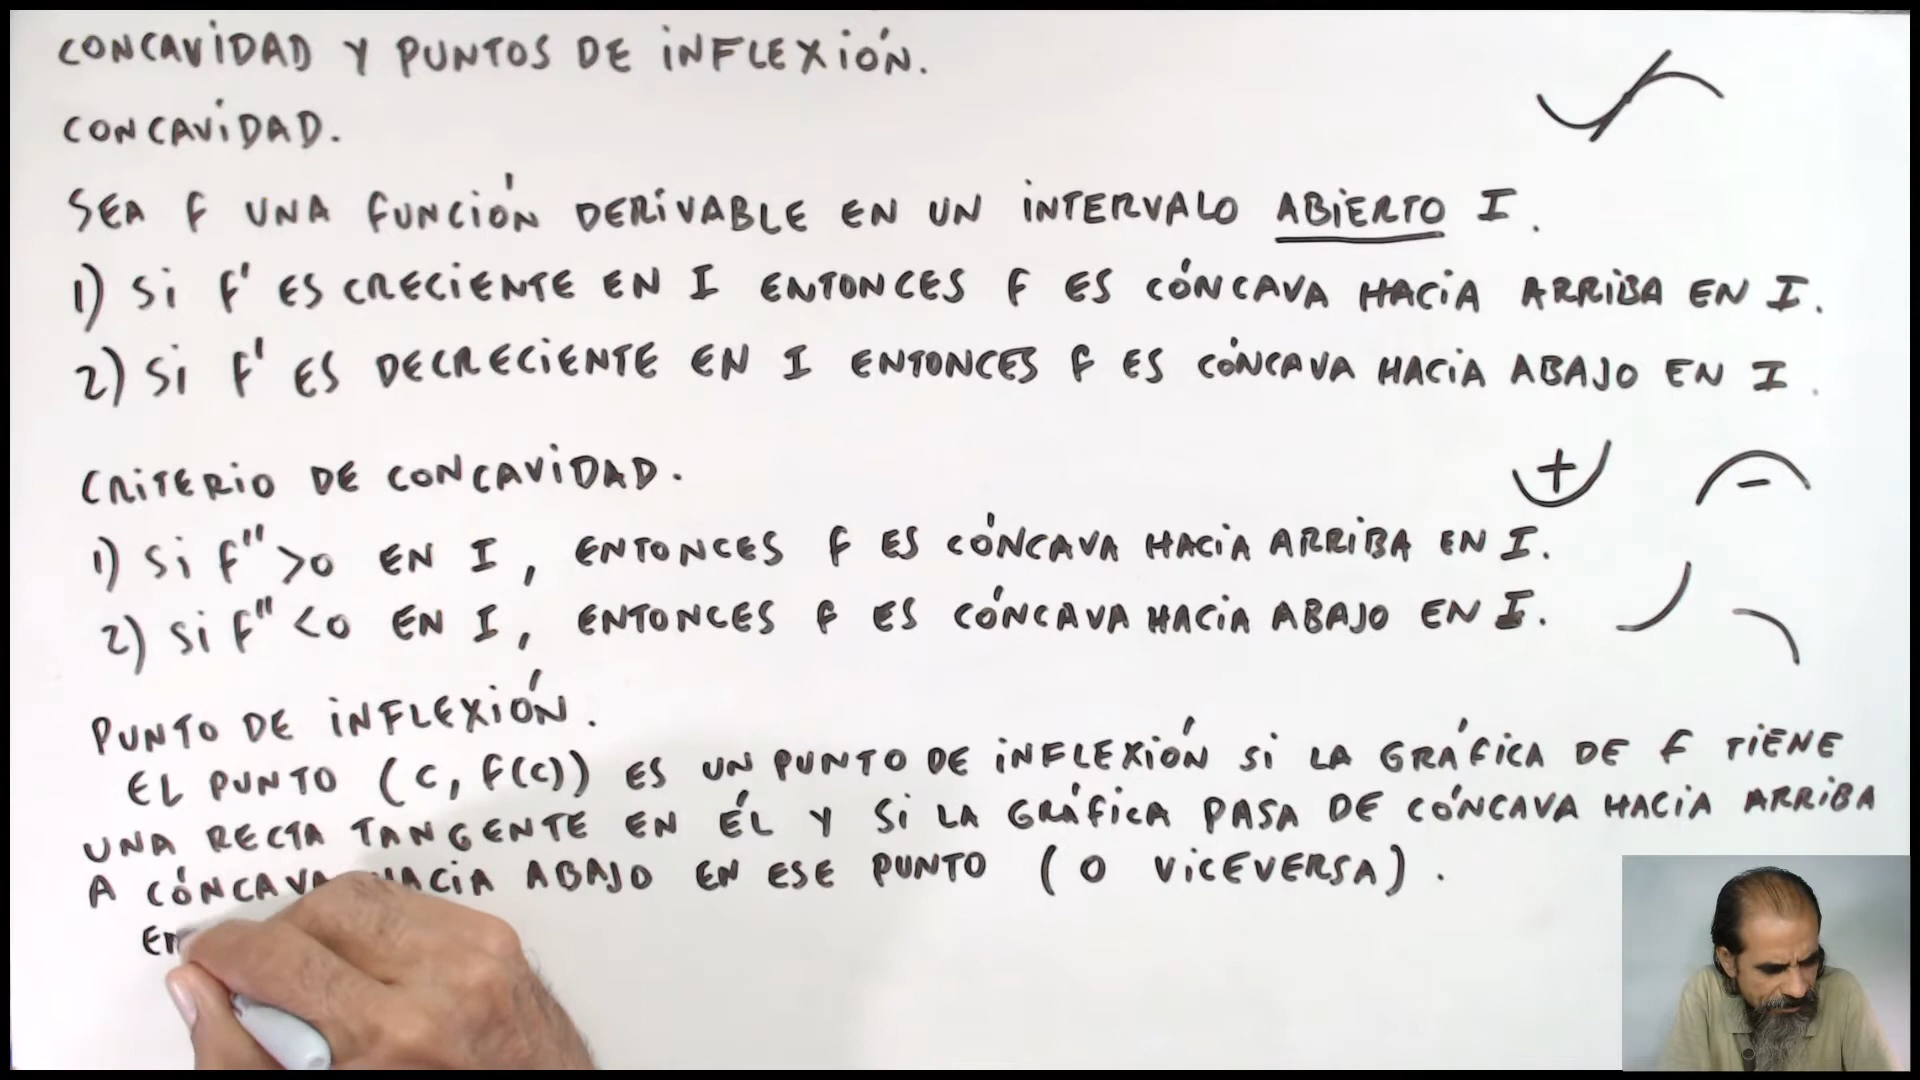 CONCAVIDAD Y PUNTOS DE INFLEXIÓN.
CONCAVIDAD.
SEA F UNA FUNCIÓN DERIVABLE EN UN INTERVALO ABIERTO I.
1) SI F' ES CRECIENTE EN I ENTONCES F ES CÓNCAVA HACIA ARRIBA EN I.
2) SI F' ES DECRECIENTE EN I ENTONCES F ES CÓNCAVA HACIA ABAJO EN I.
CRITERIO DE CONCAVIDAD.
+ -
1) SI F" >0 EN I, ENTONCES F ES CÓNCAVA HACIA ARRIBA EN I.
2) SI F" <0 EN I, ENTONCES F ES CÓNCAVA HACIA ABAJO EN I.
PUNTO DE INFLEXIÓN.
EL PUNTO (C, F(C)) ES UN PUNTO DE INFLEXIÓN SI LA GRÁFICA DE F TIENE
UNA RECTA TANGENTE EN ÉL Y SI LA GRÁFICA PASA DE CÓNCAVA HACIA ARRIBA
A CÓNCAVA HACIA ABAJO EN ESE PUNTO (O VICEVERSA).